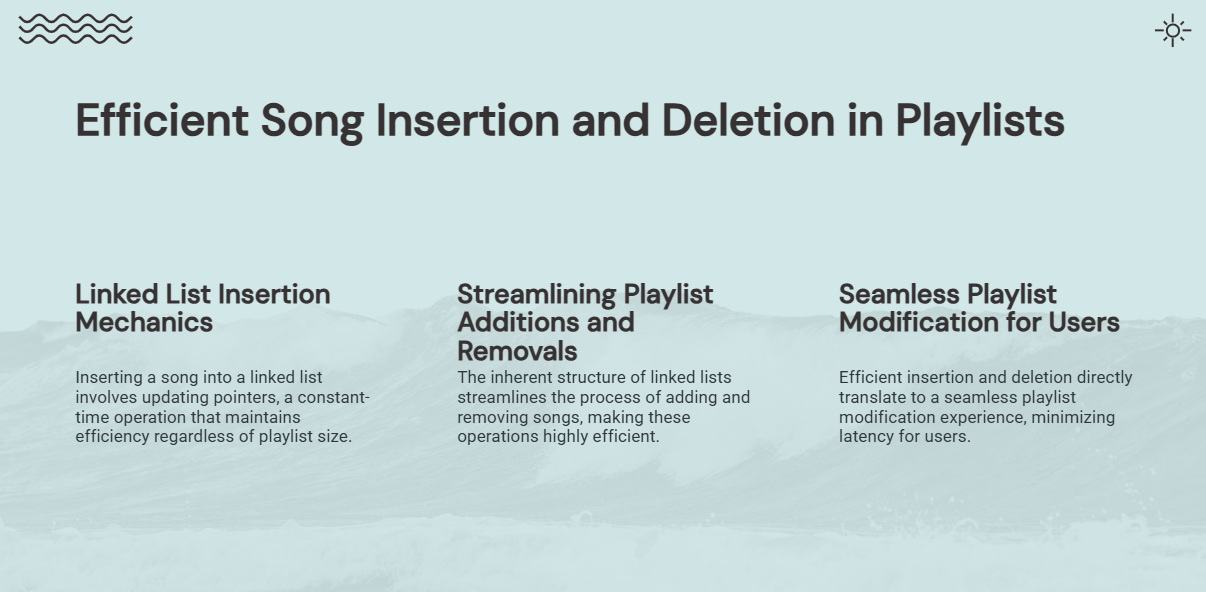 Efficient Song Insertion and Deletion in Playlists
Linked List Insertion
Mechanics
Inserting a song into a linked list
involves updating pointers, a constant-
time operation that maintains
efficiency regardless of playlist size.
Streamlining Playlist
Additions and
Removals
The inherent structure of linked lists
streamlines the process of adding and
removing songs, making these
operations highly efficient.
Seamless Playlist
Modification for Users
Efficient insertion and deletion directly
translate to a seamless playlist
modification experience, minimizing
latency for users.